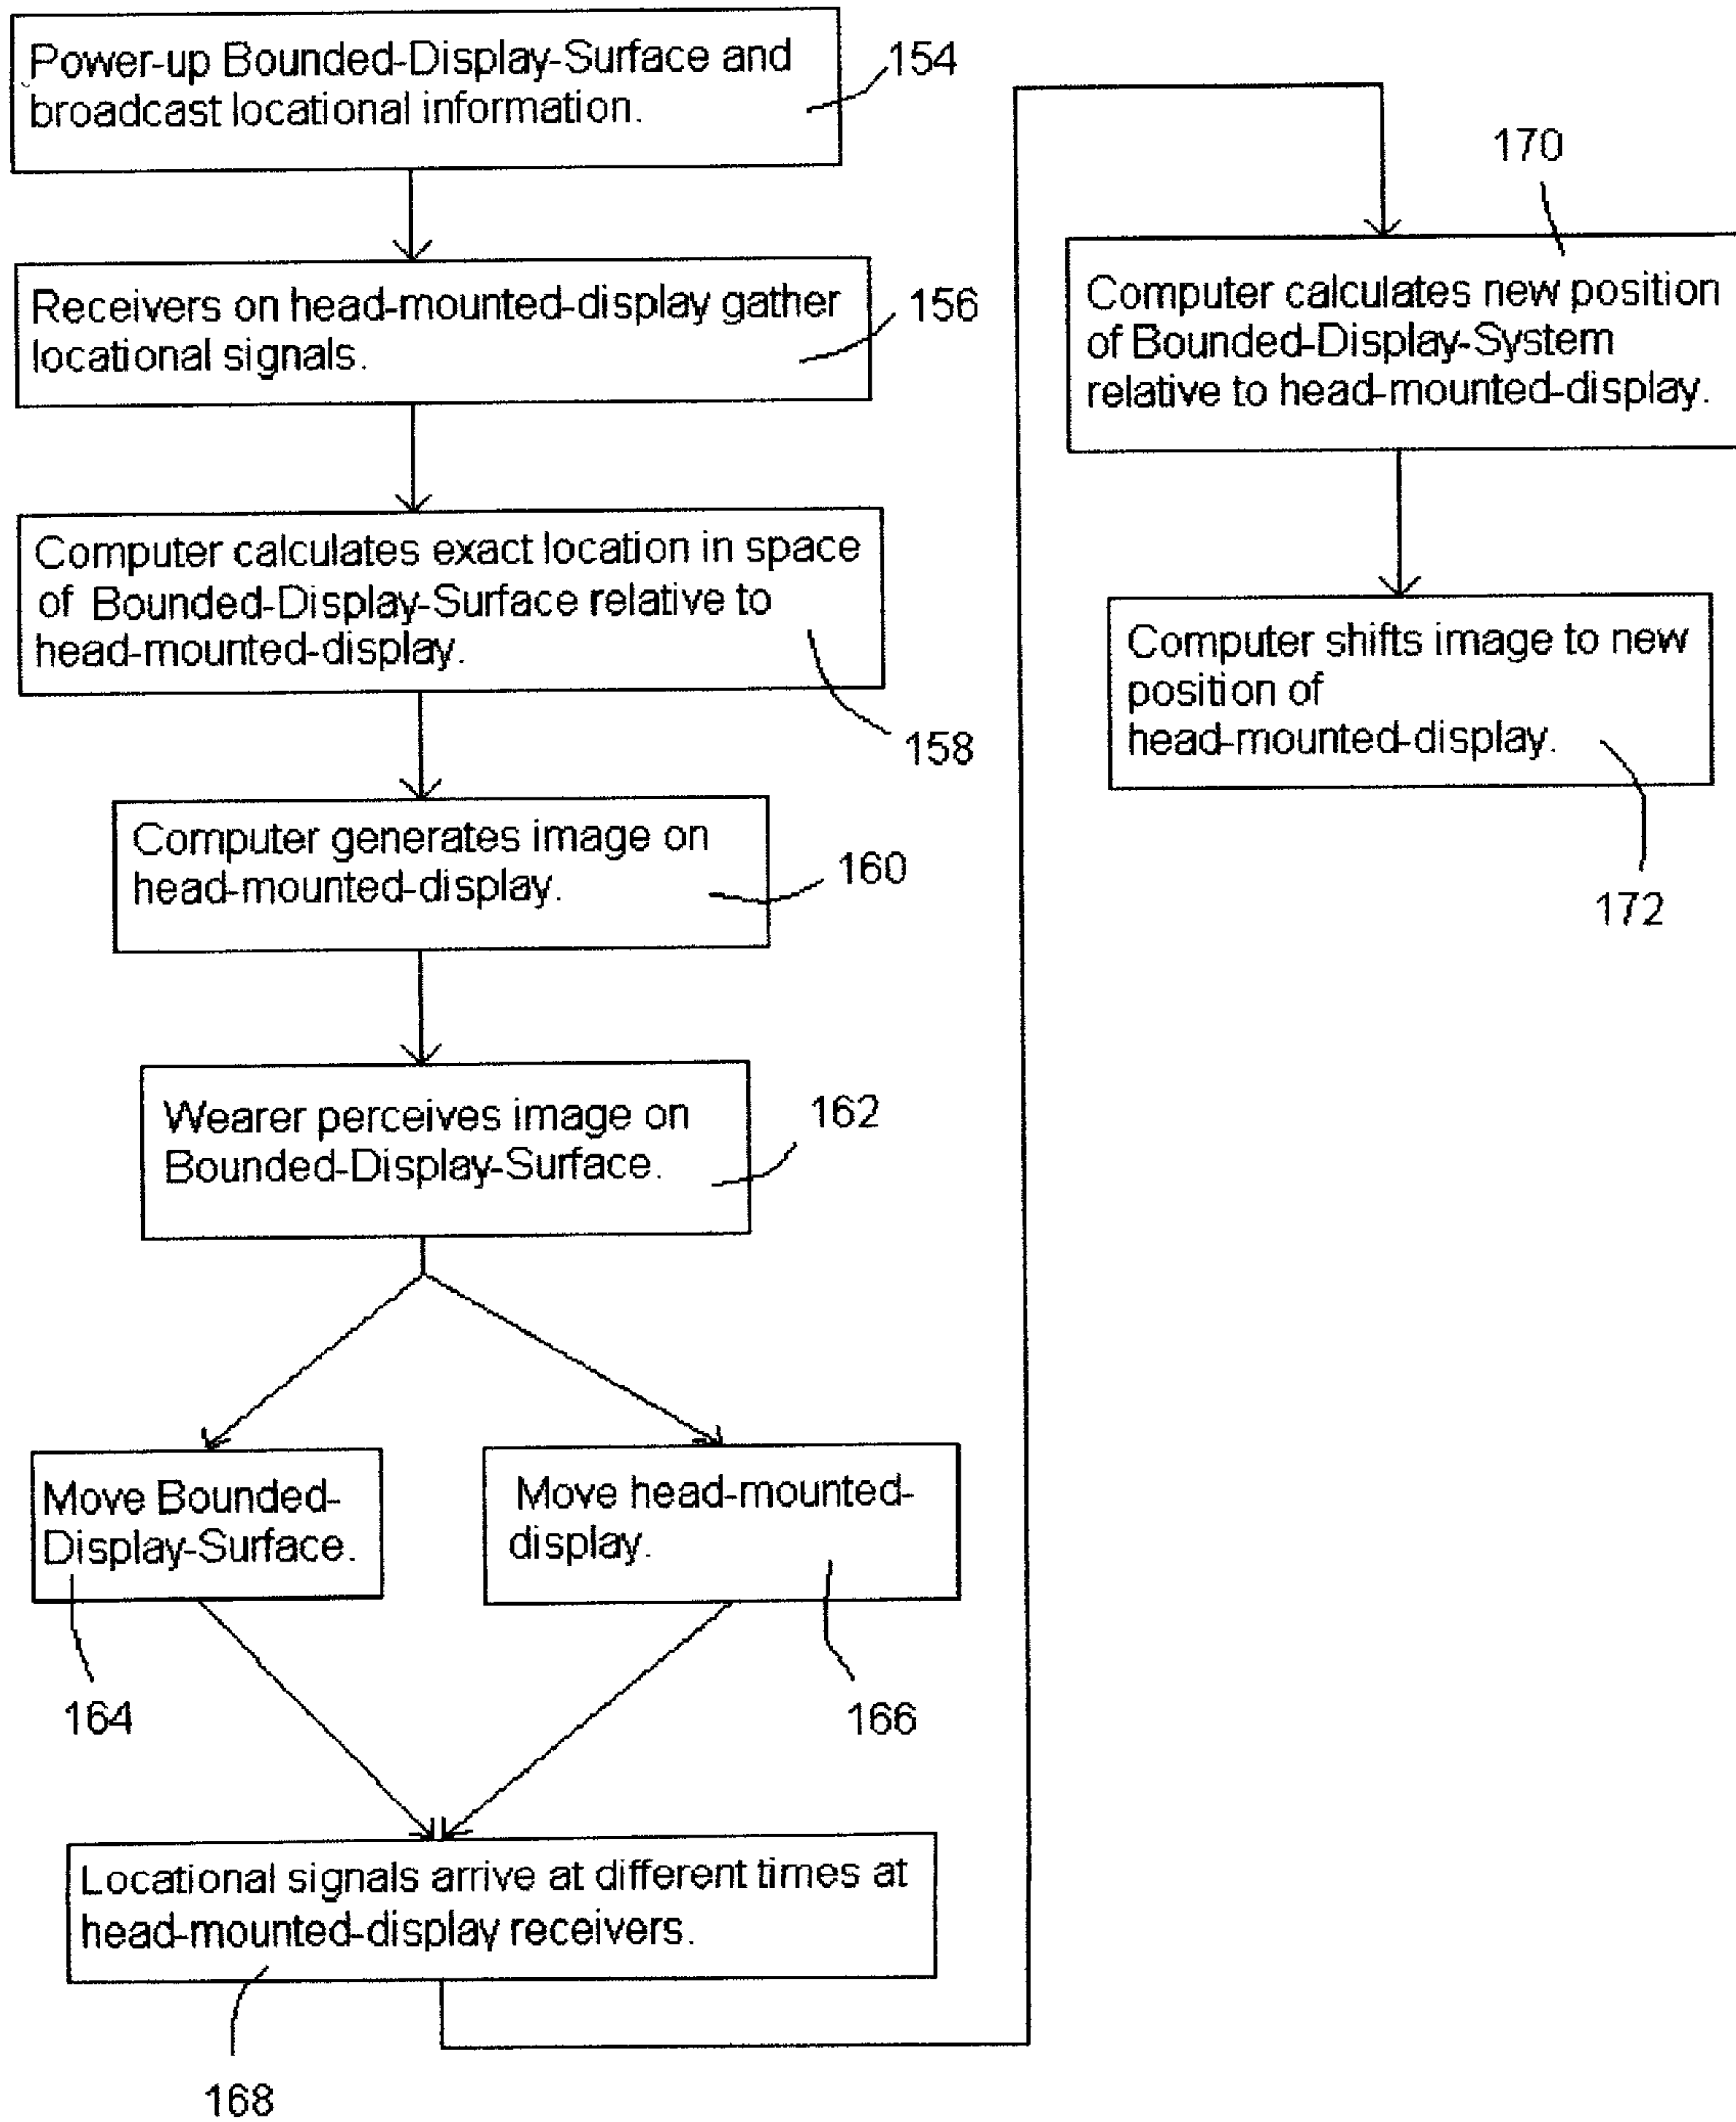 Power-up Bounded-Display-Surface and
broadcast locational information.
154
Receivers on head-mounted-display gather
locational signals.
156
Computer calculates exact location in space
of Bounded-Display-Surface relative to
head-mounted-display.
158
Computer generates image on
head-mounted-display.
160
Wearer perceives image on
Bounded-Display-Surface.
162
Move Bounded-
Display-Surface.
164
Move head-mounted-
display.
166
Locational signals arrive at different times at
head-mounted-display receivers.
168
170
Computer calculates new position
of Bounded-Display-System
relative to head-mounted-display.
Computer shifts image to new
position of
head-mounted-display.
172